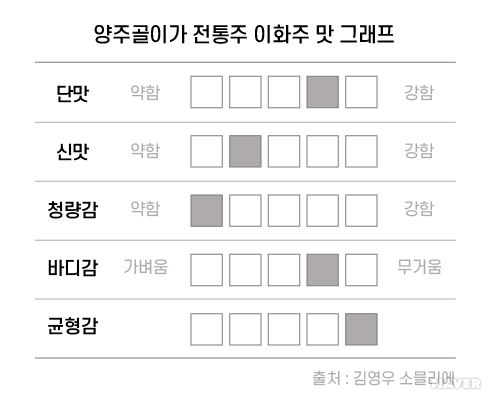 양주골이가 전통주 이화주 맛 그래프
단맛 약함 강함
신맛 약함 강함
청량감 약함 강함
바디감 가벼움 무거움
균형감
출처 : 김영우 소믈리에
NAVER